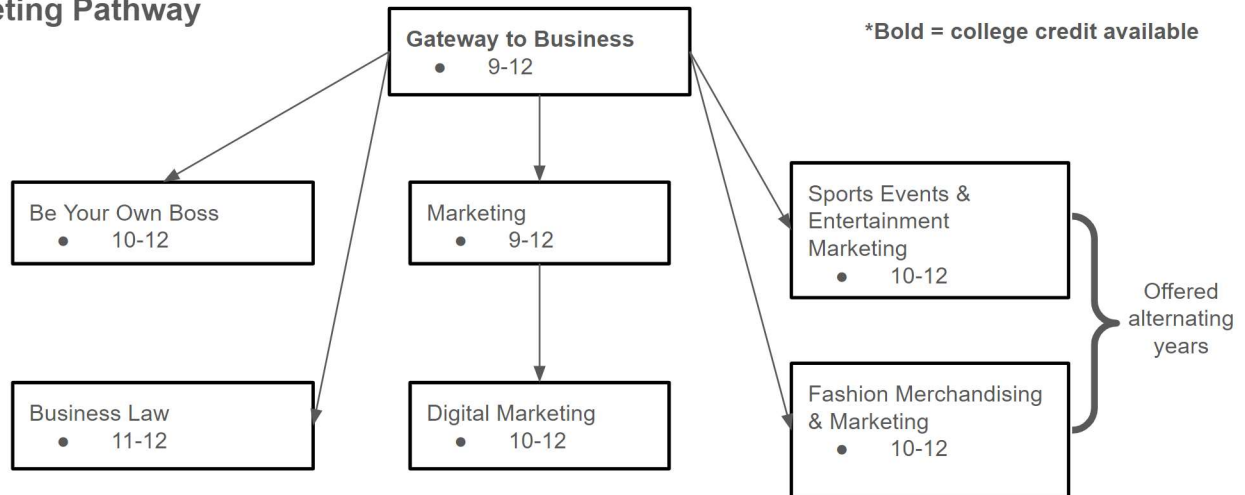 eting Pathway
*Bold = college credit available
Gateway to Business
● 9-12
Be Your Own Boss
● 10-12
Marketing
● 9-12
Sports Events &
Entertainment
Marketing
● 10-12
Offered
alternating
years
Business Law
● 11-12
Digital Marketing
● 10-12
Fashion Merchandising
& Marketing
● 10-12